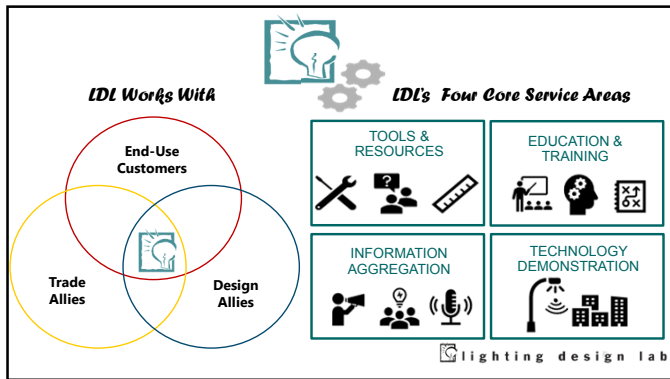 LDL Works With
End-Use
Customers
Trade
Allies
Design
Allies
LDL's Four Core Service Areas
TOOLS &
RESOURCES
?
EDUCATION &
TRAINING
INFORMATION
AGGREGATION
TECHNOLOGY
DEMONSTRATION
lighting design lab